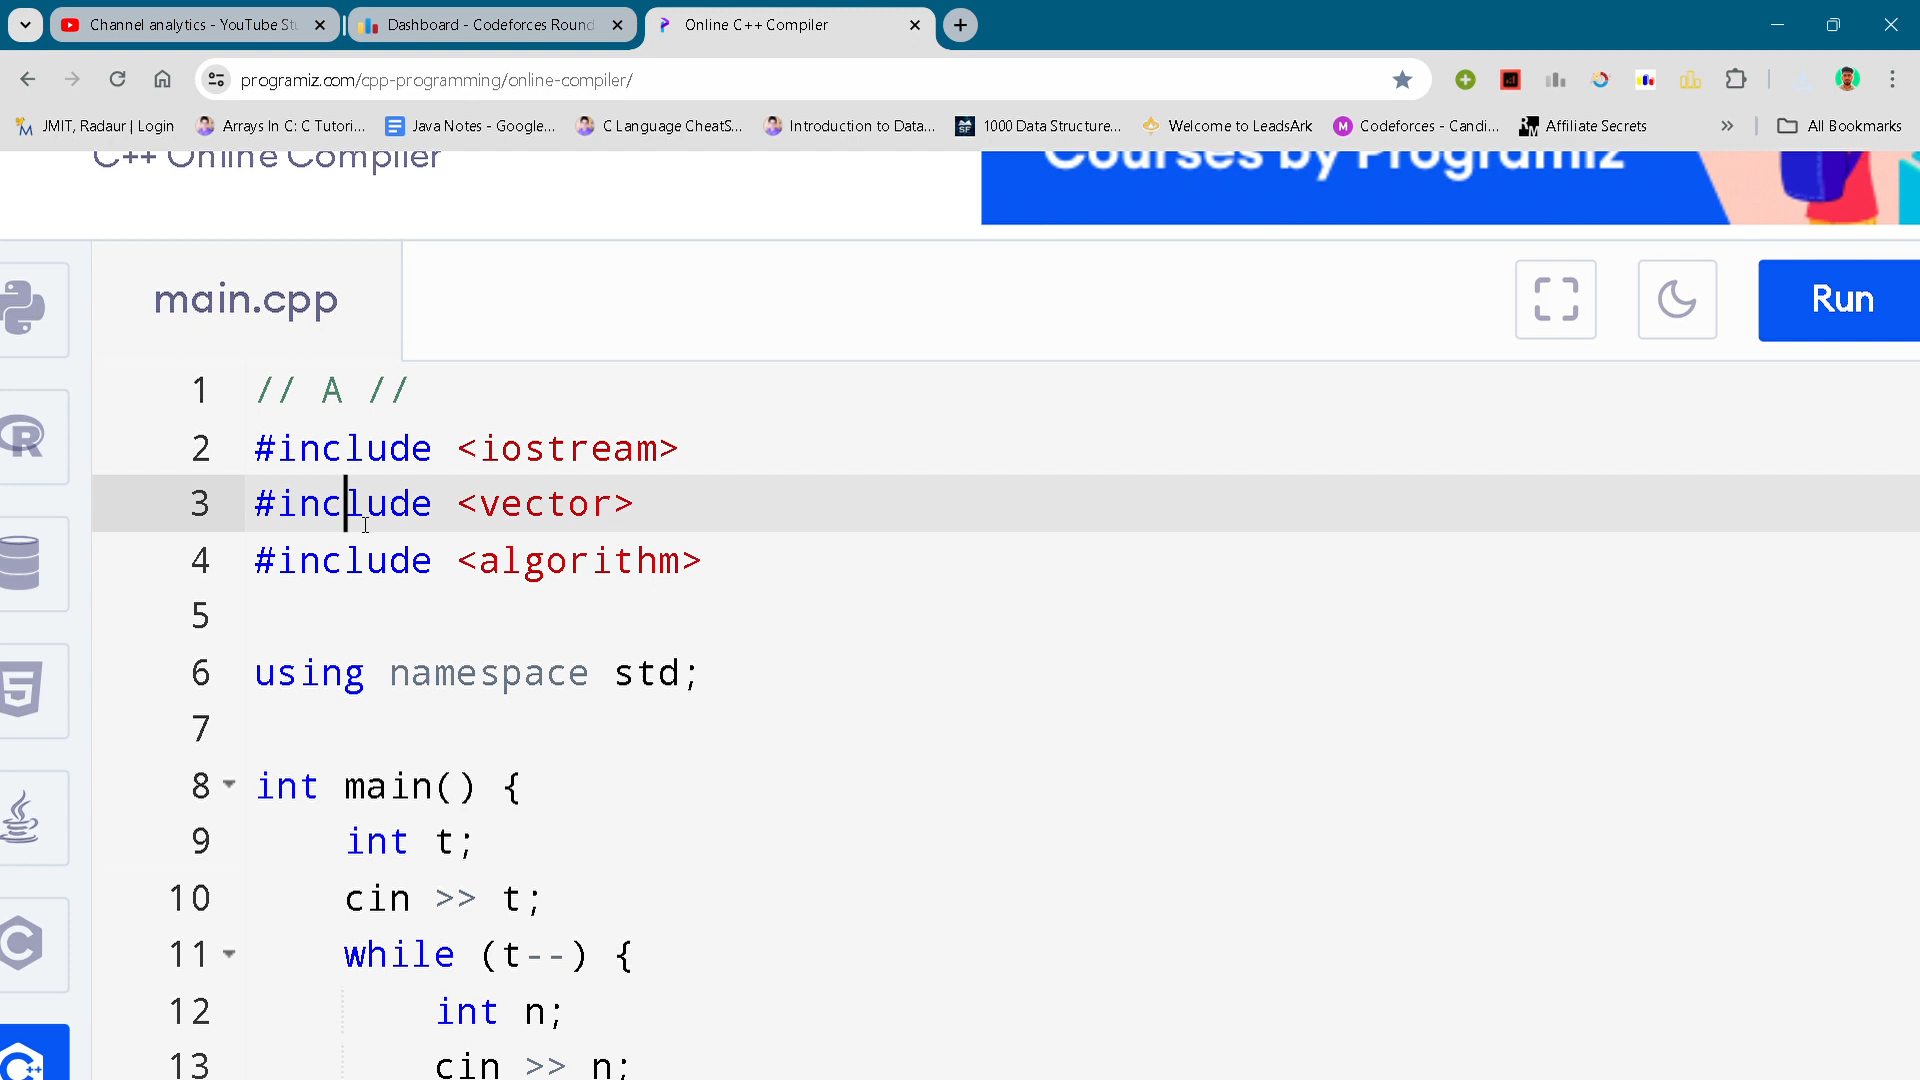 Channel analytics - YouTube Stu
Dashboard - Codeforces Round
Online C++ Compiler
programiz.com/cpp-programming/online-compiler/
JMIT, Radaur | Login
Arrays In C: C Tutori...
Java Notes - Google...
C Language CheatS...
Introduction to Data...
1000 Data Structure...
Welcome to LeadsArk
Codeforces - Candi...
Affiliate Secrets
All Bookmarks
C++ Online Compiler
Courses by Programiz
main.cpp
Run
1 // A //
2 #include <iostream>
3 #include <vector>
4 #include <algorithm>
5
6 using namespace std;
7
8 int main() {
9 int t;
10 cin >> t;
11 while (t--) {
12 int n;
13 cin >> n;